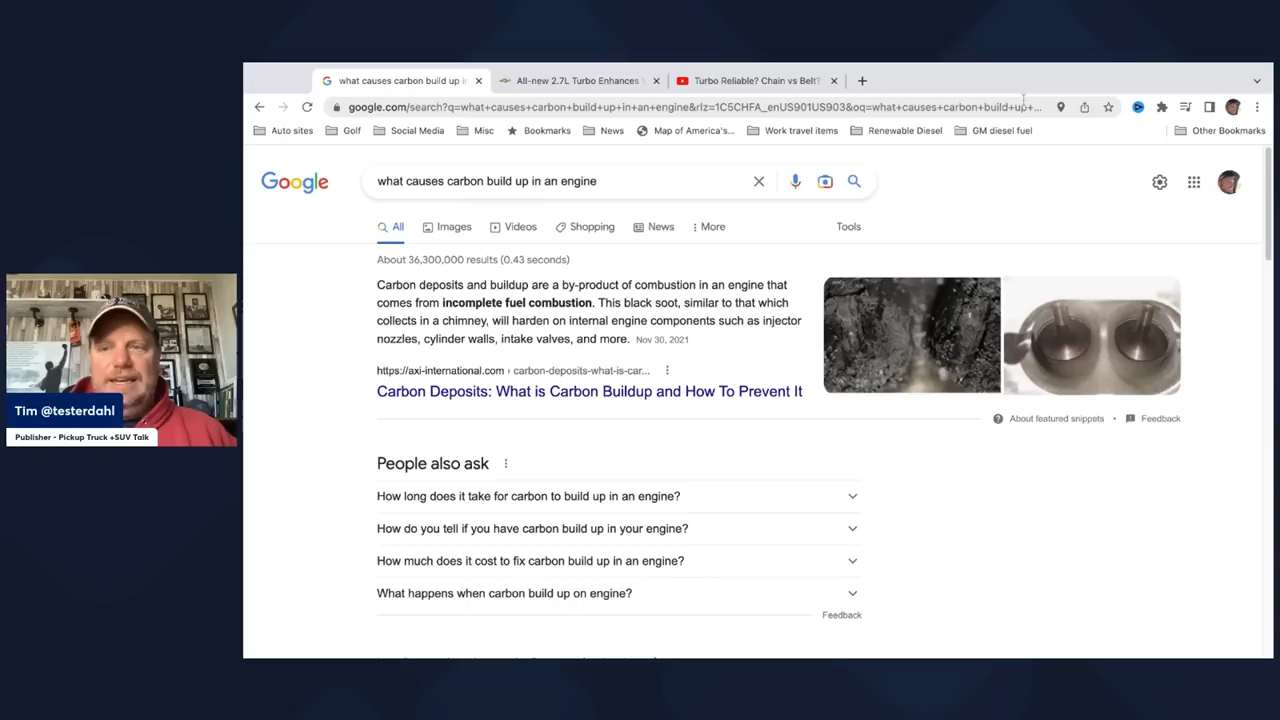 what causes carbon build up in
All-new 2.7L Turbo Enhances
Turbo Reliable? Chain vs Belt?
google.com/search?q=what+causes+carbon+build+up+in+an+engine&rlz=1C5CHFA_enUS901US903&oq=what+causes+carbon+build+up+...
Auto sites
Golf
Social Media
Misc
Bookmarks
News
Map of America's...
Work travel items
Renewable Diesel
GM diesel fuel
Other Bookmarks
Google
what causes carbon build up in an engine
All
Images
Videos
Shopping
News
More
Tools
About 36,300,000 results (0.43 seconds)
Carbon deposits and buildup are a by-product of combustion in an engine that
comes from incomplete fuel combustion. This black soot, similar to that which
collects in a chimney, will harden on internal engine components such as injector
nozzles, cylinder walls, intake valves, and more. Nov 30, 2021
https://axi-international.com › carbon-deposits-what-is-car...
Carbon Deposits: What is Carbon Buildup and How To Prevent It
About featured snippets • Feedback
People also ask
How long does it take for carbon to build up in an engine?
How do you tell if you have carbon build up in your engine?
How much does it cost to fix carbon build up in an engine?
What happens when carbon build up on engine?
Feedback
Tim @testerdahl
Publisher - Pickup Truck +SUV Talk